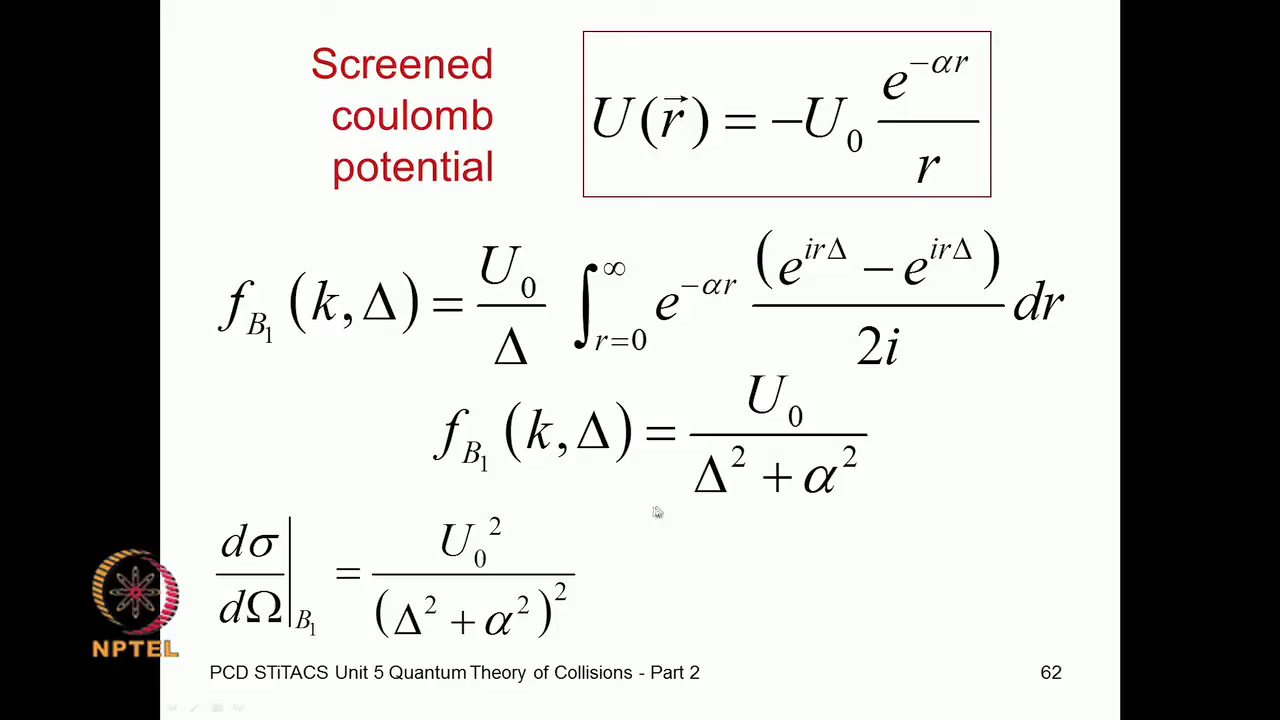 Screened
coulomb
potential
U(r⃗) = −U₀ e^{−αr} / r
f_{B₁}(k, Δ) = U₀/Δ ∫_{r=0}^{∞} e^{−αr} (e^{irΔ} − e^{irΔ}) / 2i dr
f_{B₁}(k, Δ) = U₀ / (Δ² + α²)
dσ/dΩ |_{B₁} = U₀² / (Δ² + α²)²
NPTEL
PCD STiTACS Unit 5 Quantum Theory of Collisions - Part 2
62